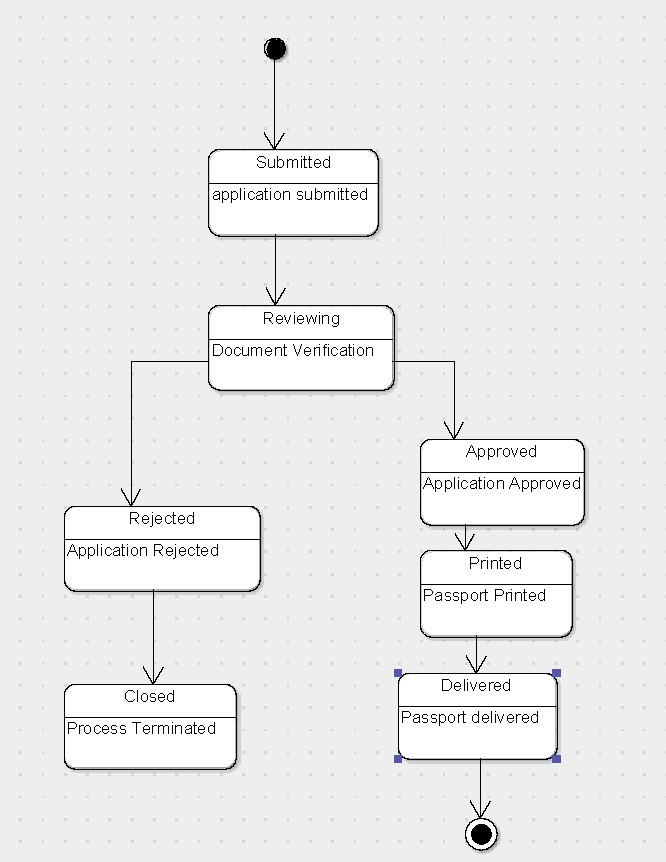 Submitted
application submitted
Reviewing
Document Verification
Approved
Application Approved
Rejected
Application Rejected
Printed
Passport Printed
Closed
Process Terminated
Delivered
Passport delivered